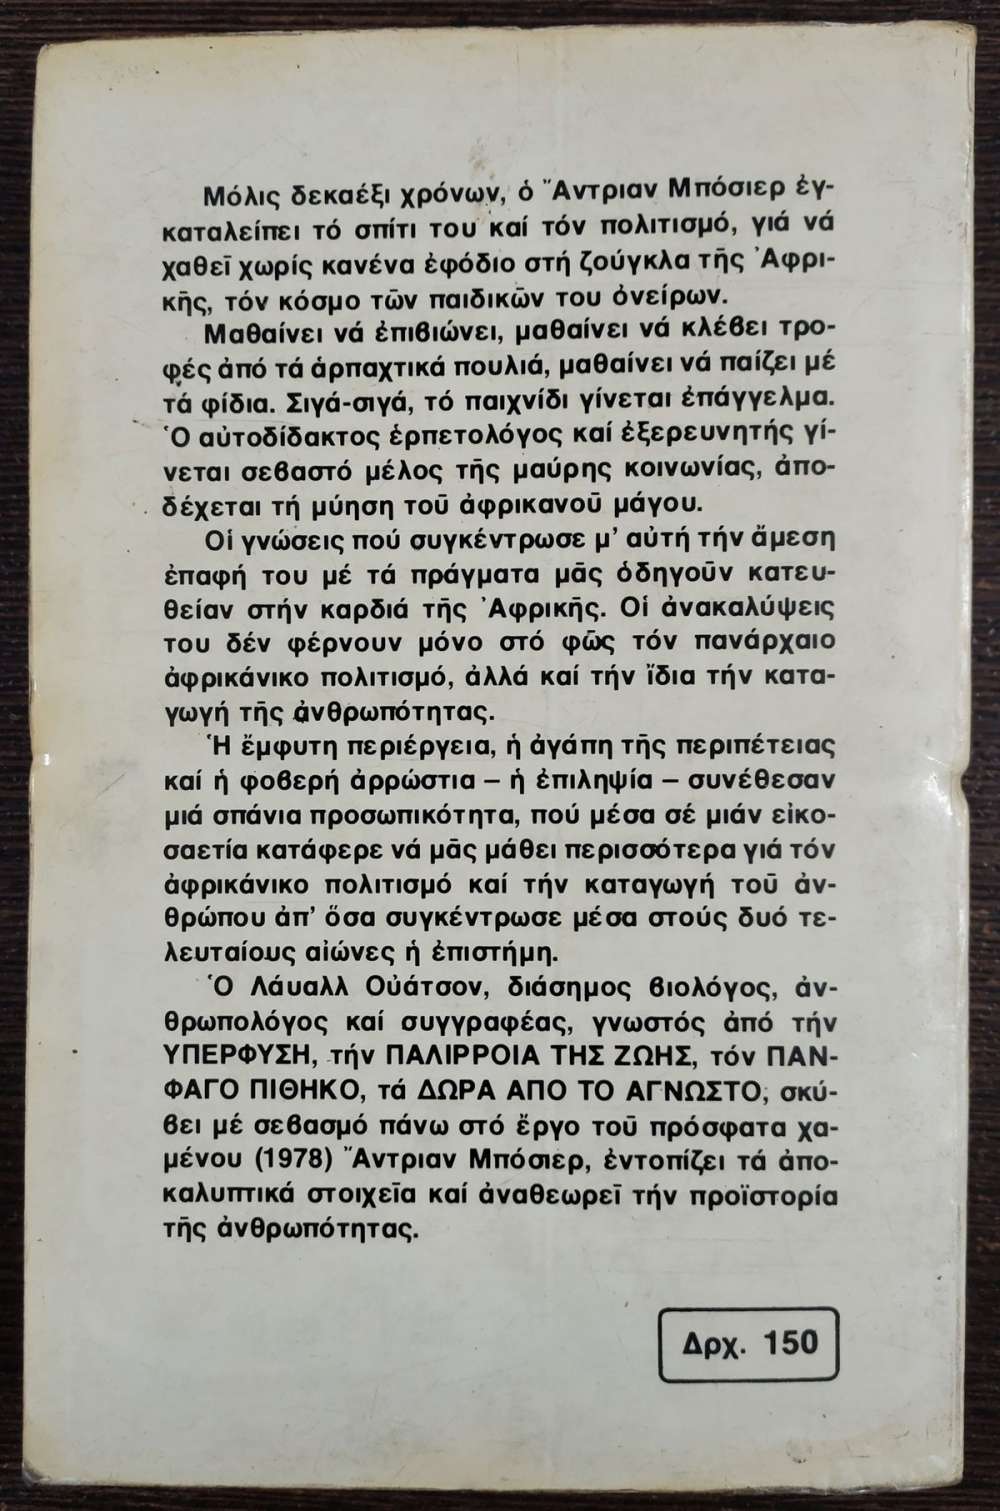 Μόλις δεκαέξι χρόνων, ὁ Ἄντριαν Μπόσιερ ἐγ-
καταλείπει τό σπίτι του καί τόν πολιτισμό, γιά νά
χαθεῖ χωρίς κανένα ἐφόδιο στή ζούγκλα τῆς Ἀφρι-
κῆς, τόν κόσμο τῶν παιδικῶν του ὀνείρων.
Μαθαίνει νά ἐπιβιώνει, μαθαίνει νά κλέβει τρο-
φές ἀπό τά ἁρπαχτικά πουλιά, μαθαίνει νά παίζει μέ
τά φίδια. Σιγά-σιγά, τό παιχνίδι γίνεται ἐπάγγελμα.
Ὁ αὐτοδίδακτος ἑρπετολόγος καί ἐξερευνητής γί-
νεται σεβαστό μέλος τῆς μαύρης κοινωνίας, ἀπο-
δέχεται τή μύηση τοῦ ἀφρικανοῦ μάγου.
Οἱ γνώσεις πού συγκέντρωσε μ' αὐτή τήν ἄμεση
ἐπαφή του μέ τά πράγματα μᾶς ὁδηγοῦν κατευ-
θείαν στήν καρδιά τῆς Ἀφρικῆς. Οἱ ἀνακαλύψεις
του δέν φέρνουν μόνο στό φῶς τόν πανάρχαιο
ἀφρικάνικο πολιτισμό, ἀλλά καί τήν ἴδια τήν κατα-
γωγή τῆς ἀνθρωπότητας.
Ἡ ἔμφυτη περιέργεια, ἡ ἀγάπη τῆς περιπέτειας
καί ἡ φοβερή ἀρρώστια – ἡ ἐπιληψία – συνέθεσαν
μιά σπάνια προσωπικότητα, πού μέσα σέ μιάν εἰκο-
σαετία κατάφερε νά μᾶς μάθει περισσότερα γιά τόν
ἀφρικάνικο πολιτισμό καί τήν καταγωγή τοῦ ἀν-
θρώπου ἀπ' ὅσα συγκέντρωσε μέσα στούς δυό τε-
λευταίους αἰώνες ἡ ἐπιστήμη.
Ὁ Λάυαλλ Οὐάτσον, διάσημος βιολόγος, ἀν-
θρωπολόγος καί συγγραφέας, γνωστός ἀπό τήν
ΥΠΕΡΦΥΣΗ, τήν ΠΑΛΙΡΡΟΙΑ ΤΗΣ ΖΩΗΣ, τόν ΠΑΝ-
ΦΑΓΟ ΠΙΘΗΚΟ, τά ΔΩΡΑ ΑΠΟ ΤΟ ΑΓΝΩΣΤΟ, σκύ-
βει μέ σεβασμό πάνω στό ἔργο τοῦ πρόσφατα χα-
μένου (1978) Ἄντριαν Μπόσιερ, ἐντοπίζει τά ἀπο-
καλυπτικά στοιχεῖα καί ἀναθεωρεῖ τήν προϊστορία
τῆς ἀνθρωπότητας.
Δρχ. 150